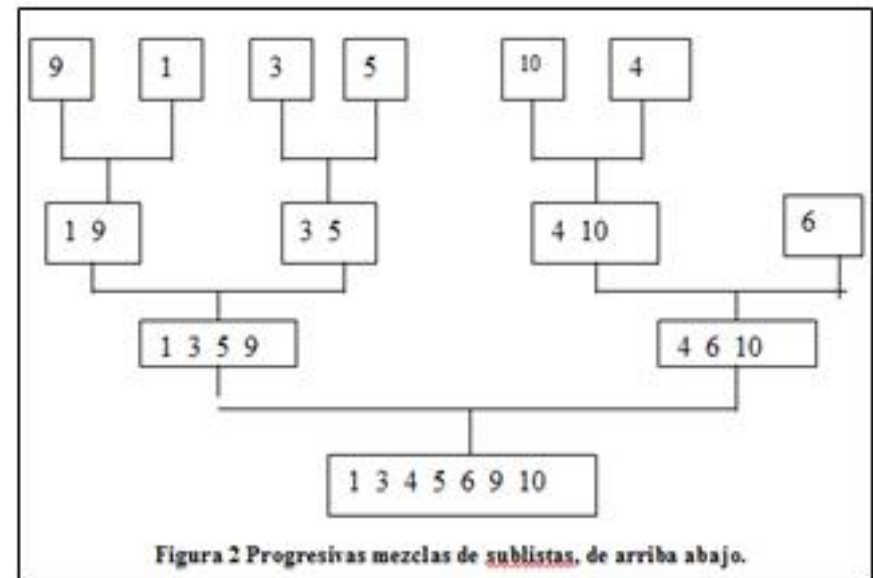 9 1 3 5 10 4
1 9 3 5 4 10 6
1 3 5 9 4 6 10
1 3 4 5 6 9 10
Figura 2 Progresivas mezclas de sublistas, de arriba abajo.